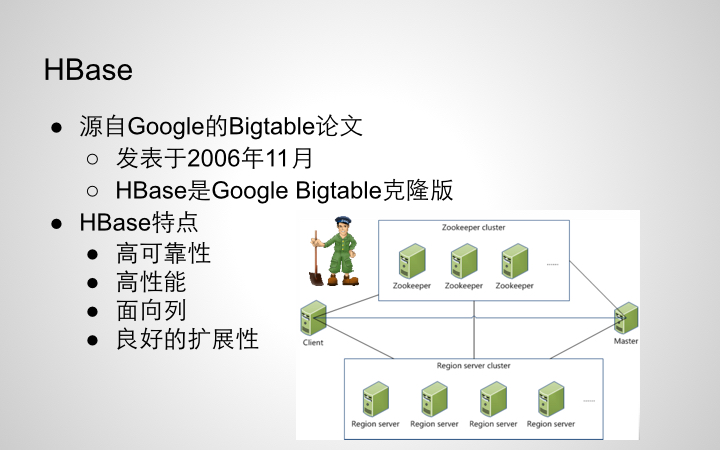 HBase
● 源自Google的Bigtable论文
○ 发表于2006年11月
○ HBase是Google Bigtable克隆版
● HBase特点
● 高可靠性
● 高性能
● 面向列
● 良好的扩展性
Zookeeper cluster
......
Zookeeper Zookeeper Zookeeper
Client
Master
Region server cluster
......
Region server Region server Region server Region server